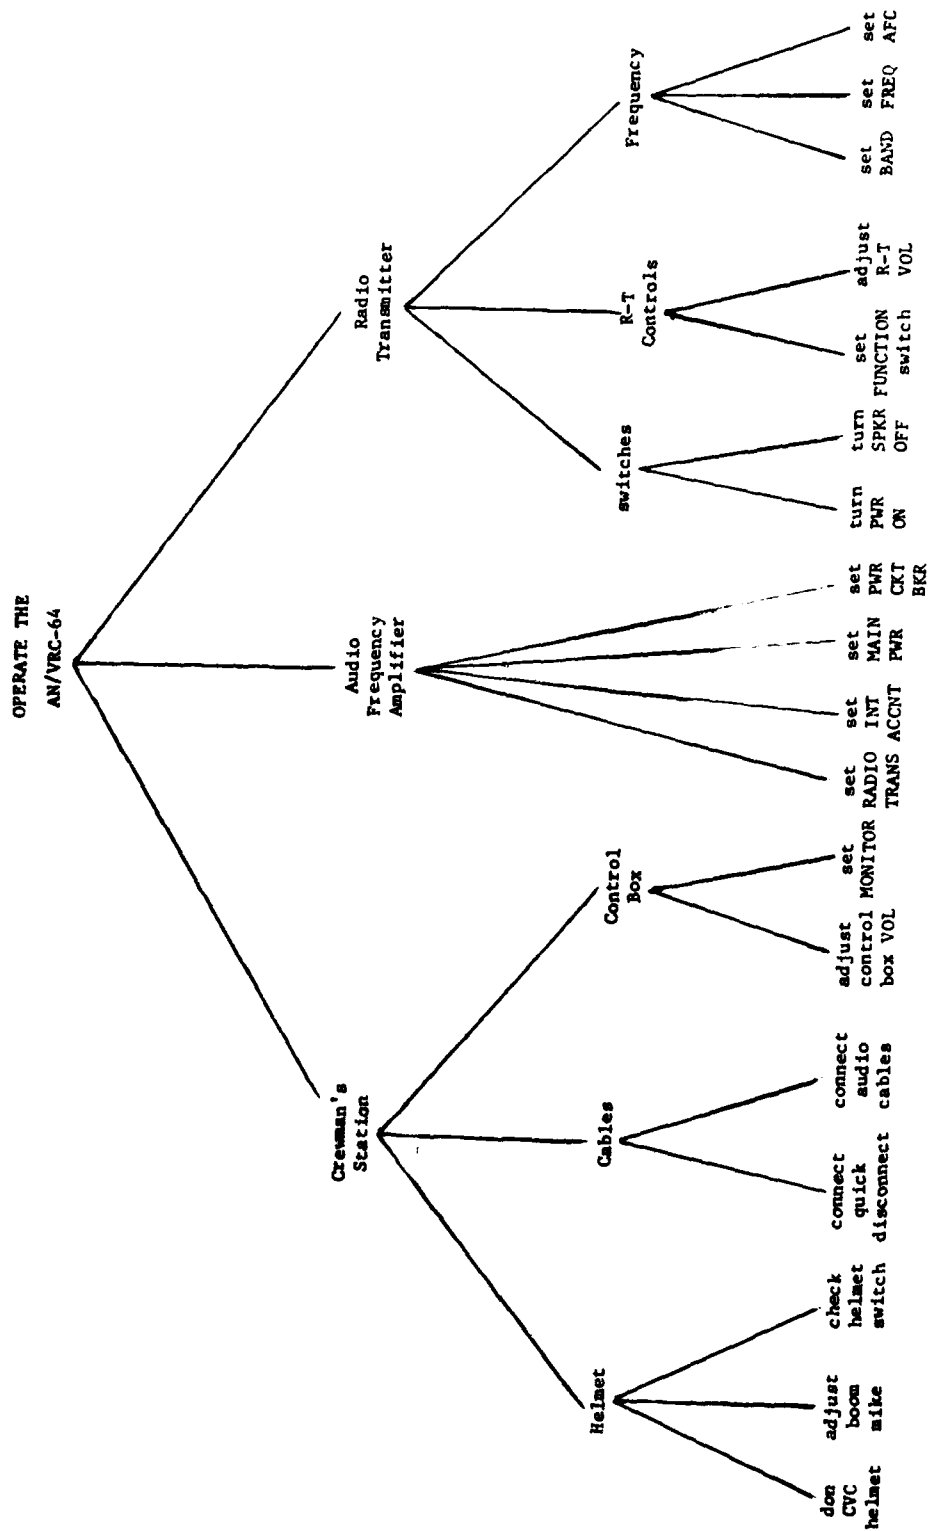 OPERATE THE
AN/VRC-64
Crewman's
Station
Audio
Frequency
Amplifier
Radio
Transmitter
Helmet
Cables
Control
Box
switches
R-T
Controls
Frequency
don
CVC
helmet
adjust
boom
mike
check
helmet
switch
connect
quick
disconnect
connect
audio
cables
adjust
control
box VOL
set
MONITOR
set
RADIO
TRANS
set
INT
ACCNT
set
MAIN
PWR
set
PWR
CKT
BKR
turn
PWR
ON
turn
SPKR
OFF
set
FUNCTION
switch
adjust
R-T
VOL
set
BAND
set
FREQ
set
AFC